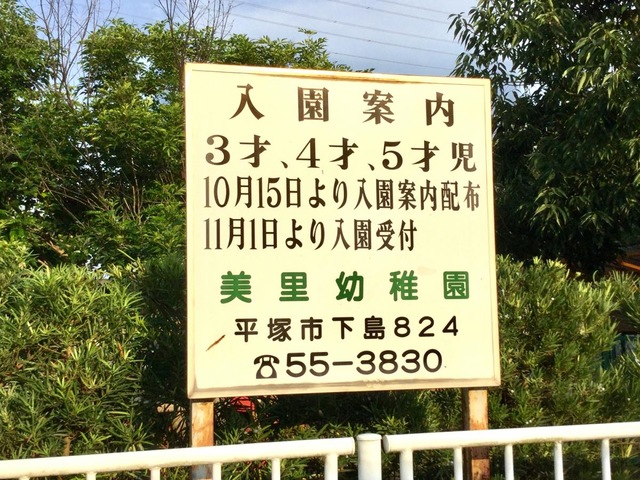 入園案内
3才、4才、5才児
10月15日より入園案内配布
11月1日より入園受付
美里幼稚園
平塚市下島824
☎55-3830